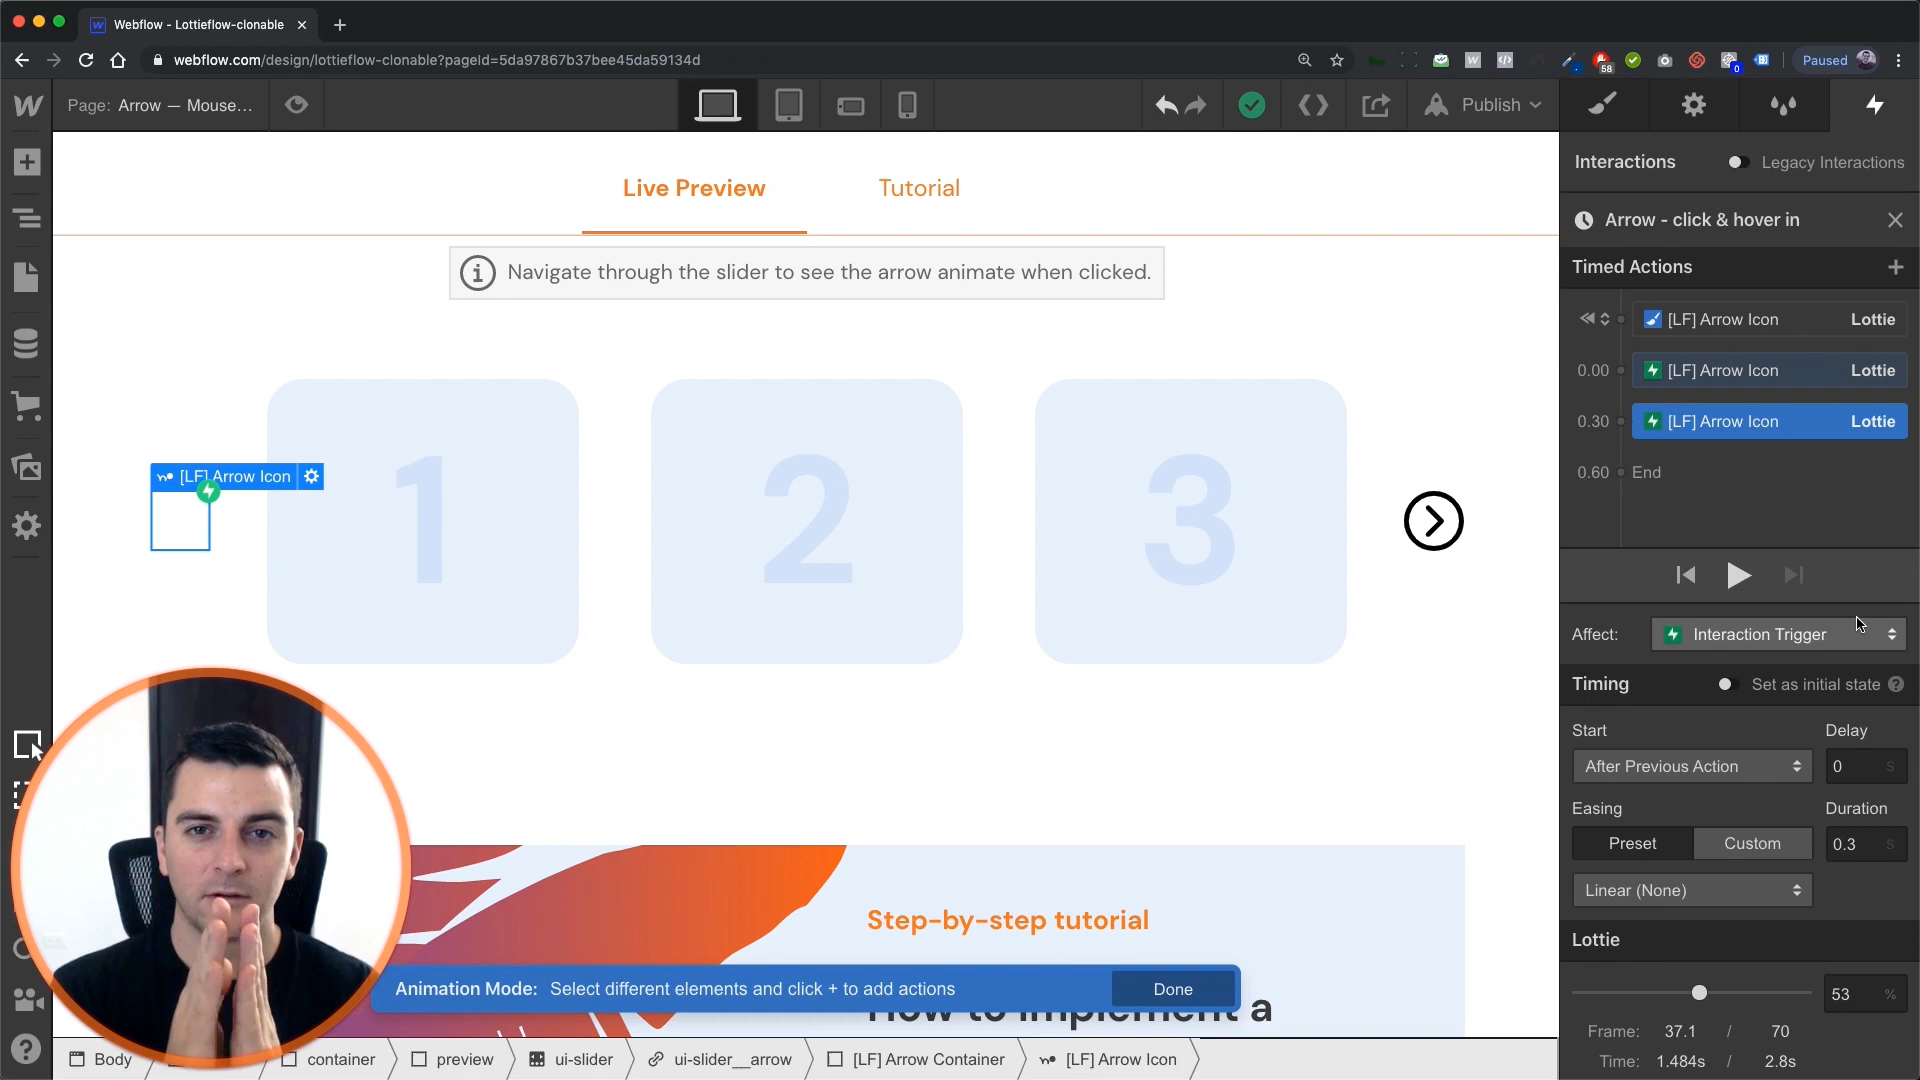 Webflow - Lottieflow-clonable
webflow.com/design/lottieflow-clonable?pageId=5da97867b37bee45da59134d
58
0
Paused
Page: Arrow — Mouse...
Publish
Live Preview
Tutorial
Navigate through the slider to see the arrow animate when clicked.
[LF] Arrow Icon
1
2
3
Step-by-step tutorial
How to implement a
Animation Mode: Select different elements and click + to add actions
Done
Body
container
preview
ui-slider
ui-slider__arrow
[LF] Arrow Container
[LF] Arrow Icon
Interactions
Legacy Interactions
Arrow - click & hover in
Timed Actions
[LF] Arrow Icon Lottie
0.00 [LF] Arrow Icon Lottie
0.30 [LF] Arrow Icon Lottie
0.60 End
Affect: Interaction Trigger
Timing
Set as initial state
Start
Delay
After Previous Action
0 S
Easing
Duration
Preset
Custom
0.3 S
Linear (None)
Lottie
53 %
Frame: 37.1 / 70
Time: 1.484s / 2.8s